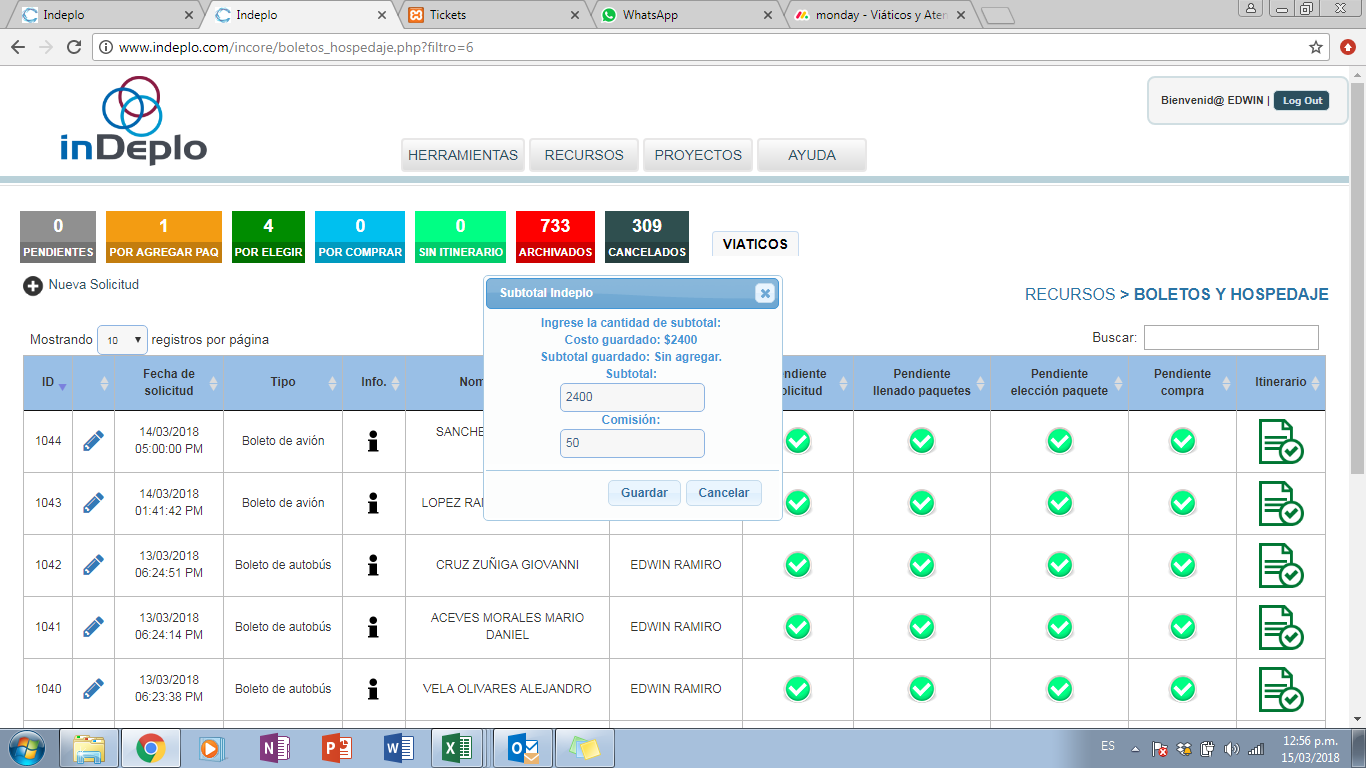 Indeplo
Indeplo
Tickets
WhatsApp
monday - Viáticos y Aten
www.indeplo.com/incore/boletos_hospedaje.php?filtro=6
inDeplo
Bienvenid@ EDWIN | Log Out
HERRAMIENTAS RECURSOS PROYECTOS AYUDA
0 PENDIENTES
1 POR AGREGAR PAQ
4 POR ELEGIR
0 POR COMPRAR
0 SIN ITINERARIO
733 ARCHIVADOS
309 CANCELADOS
VIATICOS
Nueva Solicitud
RECURSOS > BOLETOS Y HOSPEDAJE
Mostrando 10 registros por página
Buscar:
Subtotal Indeplo
Ingrese la cantidad de subtotal:
Costo guardado: $2400
Subtotal guardado: Sin agregar.
Subtotal:
2400
Comisión:
50
Guardar Cancelar
ID
Fecha de
solicitud
Tipo
Info.
Nom
Pendiente
llenado paquetes
Pendiente
elección paquete
Pendiente
compra
Itinerario
1044
14/03/2018
05:00:00 PM
Boleto de avión
SANCHE
1043
14/03/2018
01:41:42 PM
Boleto de avión
LOPEZ RA
1042
13/03/2018
06:24:51 PM
Boleto de autobús
CRUZ ZUÑIGA GIOVANNI
EDWIN RAMIRO
1041
13/03/2018
06:24:14 PM
Boleto de autobús
ACEVES MORALES MARIO
DANIEL
EDWIN RAMIRO
1040
13/03/2018
06:23:38 PM
Boleto de autobús
VELA OLIVARES ALEJANDRO
EDWIN RAMIRO
ES
12:56 p.m.
15/03/2018